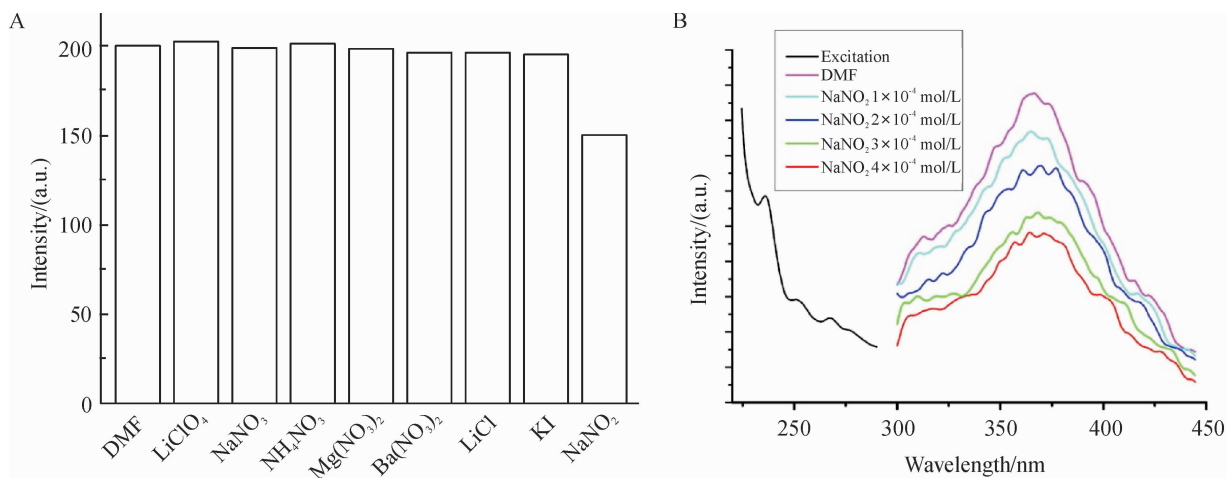 A
200
150
100
50
0
Intensity/(a.u.)
DMF
LiClO₄
NaNO₃
NH₄NO₃
Mg(NO₃)₂
Ba(NO₃)₂
LiCl
KI
NaNO₂
B
Excitation
DMF
NaNO₂ 1×10⁻⁴ mol/L
NaNO₂ 2×10⁻⁴ mol/L
NaNO₂ 3×10⁻⁴ mol/L
NaNO₂ 4×10⁻⁴ mol/L
Intensity/(a.u.)
250 300 350 400 450
Wavelength/nm